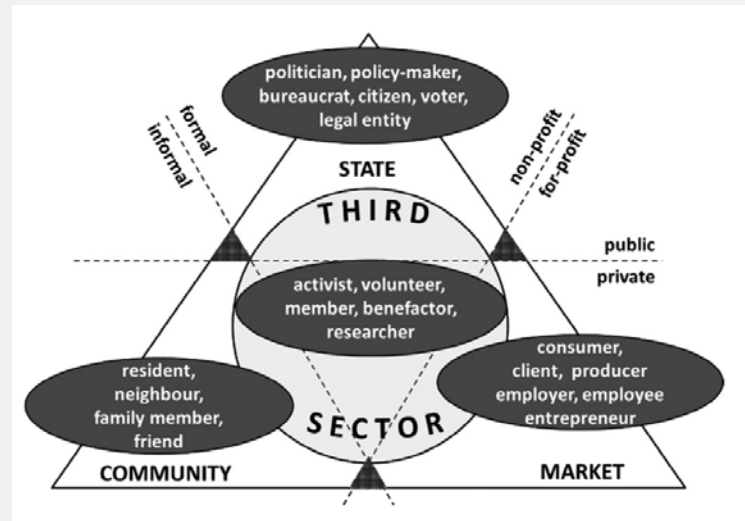 politician, policy-maker,
bureaucrat, citizen, voter,
legal entity
formal
informal
non-profit
for-profit
STATE
THIRD
public
private
activist, volunteer,
member, benefactor,
researcher
resident,
neighbour,
family member,
friend
consumer,
client, producer
employer, employee
entrepreneur
SECTOR
COMMUNITY
MARKET